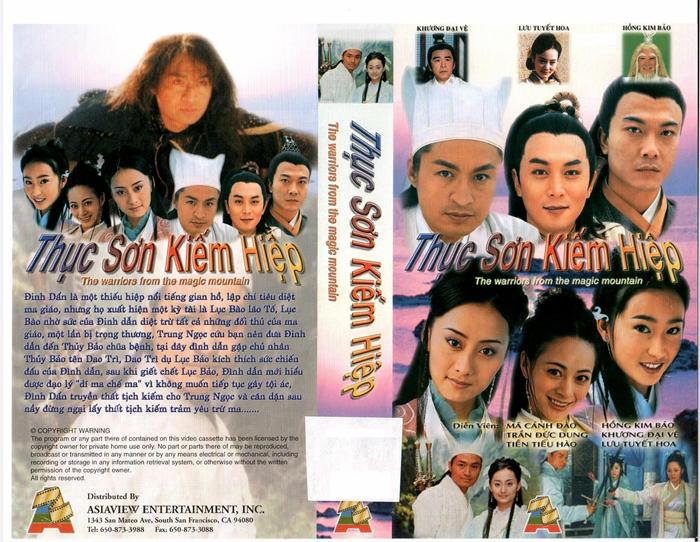 Thục Sơn Kiếm Hiệp
The warriors from the magic mountain
Đinh Dẩn là một thiếu hiệp nổi tiếng gian hồ, lập chí tiêu diệt
ma giáo, nhưng họ xuất hiện một kỳ tài là Lục Bào láo Tổ, Lục
Bào nhờ sức của Đinh dẩn diệt trừ tất cả những đối thủ của ma
giáo, một lần bị trọng thương, Trung Ngọc cứu bạn nên đưa Đinh
dẩn đến Thủy Bảo chũa bệnh, tại đây đinh dẩn gặp chủ nhân
Thủy Bảo tên Dao Trì, Dao Trì dụ Lục Bảo kích thích sức chiến
đấu của Đinh dẩn, sau khi giết chết Lục Bảo, Đinh dẩn mới hiểu
được đạo lý "dĩ ma chế ma" vì không muốn tiếp tục gây tội ác,
Đinh Dẩn truyền thất tịch kiếm cho Trung Ngọc và căn dặn sau
nầy đừng ngại lấy thất tịch kiếm trảm yêu trừ ma.......
© COPYRIGHT WARNING
The program or any part there of contained on this video cassette has been licensed by the
copyright owner for private home use only. No part or parts there of may be reproduced,
broadcast or transmitted in any manner or by any means electrical or mechanical, including
recording or storage in any information retrieval system, or otherwise without the written
permission of the copyright owner.
All rights reserved.
Distributed By
ASIAVIEW ENTERTAINMENT, INC.
1343 San Mateo Ave, South San Francisco, CA 94080
Tel: 650-873-3988 Fax: 650-873-3088
Thục Sơn Kiếm Hiệp
The warriors from the magic mountain
KHƯƠNG ĐẠI VỆ
LƯU TUYẾT HOA
HỒNG KIM BẢO
Thục Sơn Kiếm Hiệp
The warriors from the magic mountain
Diễn Viên: MÃ CẢNH ĐÀO HỒNG KIM BẢO
TRẦN ĐỨC DUNG KHƯƠNG ĐẠI VỆ
TIỀN TIỂU HÀO LƯU TUYẾT HOA